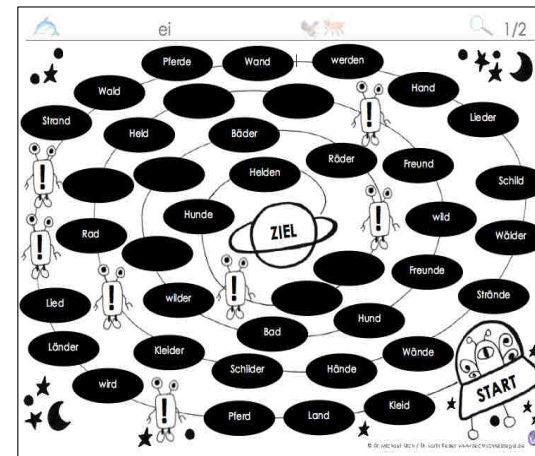 ei
1/2
Pferde
Wand
werden
Wald
Hand
Strand
Lieder
Held
Bäder
Räder
Freund
Helden
Schild
!
!
Hunde
wild
Rad
ZIEL
!
Wälder
!
Freunde
!
!
Lied
wilder
Strände
Bad
Hund
Länder
Kleider
Wände
Schilder
Hände
wird
START
!
Pferd
Land
Kleid